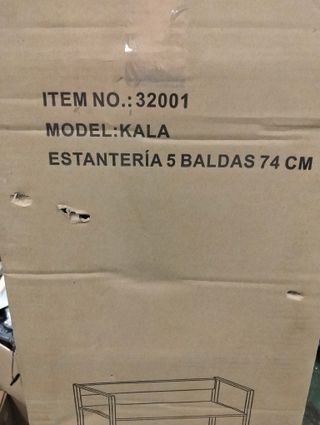 ITEM NO.:32001
MODEL:KALA
ESTANTERÍA 5 BALDAS 74 CM